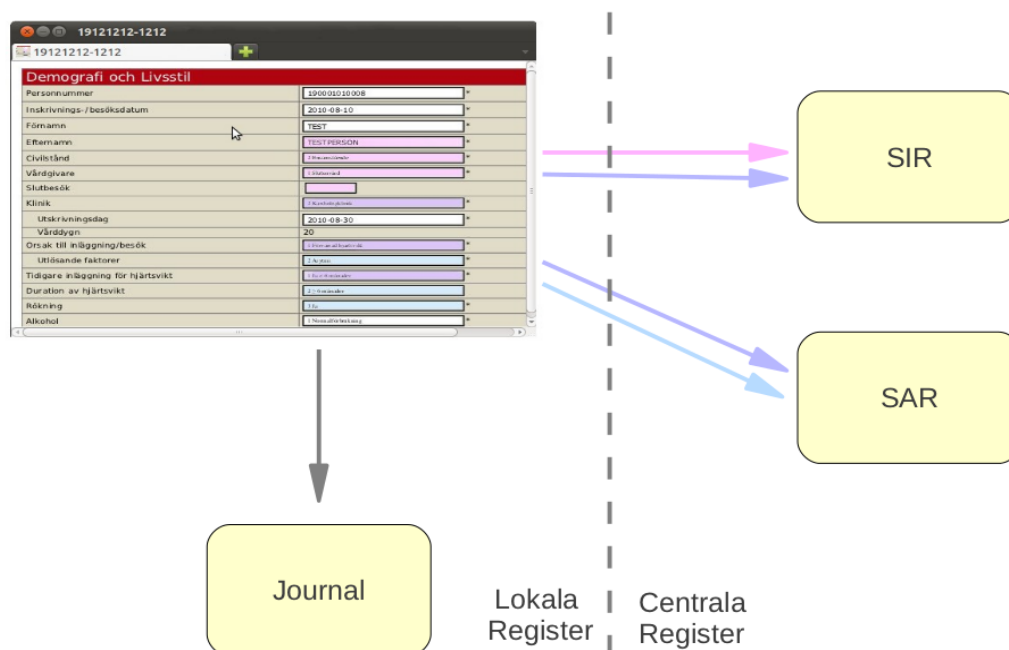 19121212-1212
19121212-1212
Demografi och Livsstil
Personnummer 190001010008 *
Inskrivnings-/besöksdatum 2010-08-10 *
Förnamn TEST *
Efternamn TESTPERSON *
Civilstånd *
Vårdgivare *
Slutbesök
Klinik *
Utskrivningsdag 2010-08-30 *
Vårddygn 20
Orsak till inläggning/besök *
Utlösande faktorer *
Tidigare inläggning för hjärtsvikt *
Duration av hjärtsvikt
Rökning *
Alkohol *
SIR
SAR
Journal
Lokala
Register
Centrala
Register